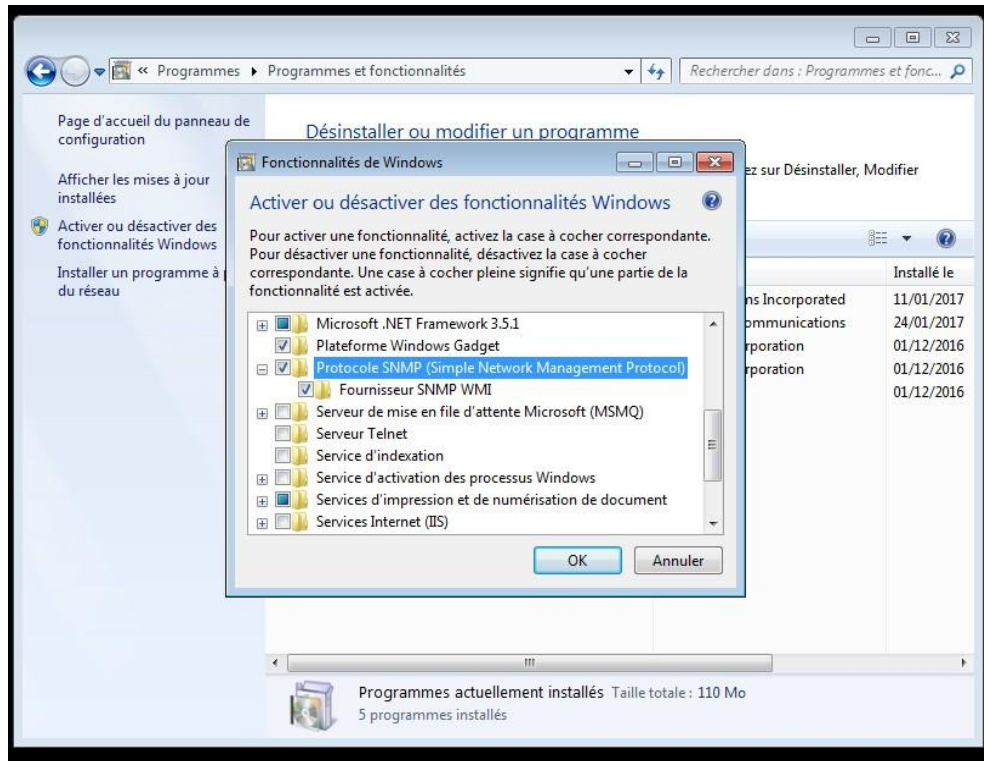 « Programmes ▸ Programmes et fonctionnalités
Rechercher dans : Programmes et fonc...
Page d'accueil du panneau de
configuration
Afficher les mises à jour
installées
Activer ou désactiver des
fonctionnalités Windows
Installer un programme à
du réseau
Désinstaller ou modifier un programme
ez sur Désinstaller, Modifier
Installé le
ns Incorporated 11/01/2017
ommunications 24/01/2017
rporation 01/12/2016
rporation 01/12/2016
01/12/2016
Fonctionnalités de Windows
Activer ou désactiver des fonctionnalités Windows
Pour activer une fonctionnalité, activez la case à cocher correspondante.
Pour désactiver une fonctionnalité, désactivez la case à cocher
correspondante. Une case à cocher pleine signifie qu'une partie de la
fonctionnalité est activée.
Microsoft .NET Framework 3.5.1
Plateforme Windows Gadget
Protocole SNMP (Simple Network Management Protocol)
Fournisseur SNMP WMI
Serveur de mise en file d'attente Microsoft (MSMQ)
Serveur Telnet
Service d'indexation
Service d'activation des processus Windows
Services d'impression et de numérisation de document
Services Internet (IIS)
OK
Annuler
Programmes actuellement installés Taille totale : 110 Mo
5 programmes installés